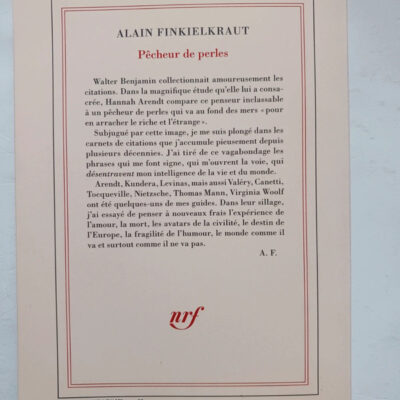 ALAIN FINKIELKRAUT
Pêcheur de perles
Walter Benjamin collectionnait amoureusement les
citations. Dans la magnifique étude qu'elle lui a consa-
crée, Hannah Arendt compare ce penseur inclassable
à un pêcheur de perles qui va au fond des mers « pour
en arracher le riche et l'étrange ».
Subjugué par cette image, je me suis plongé dans les
carnets de citations que j'accumule pieusement depuis
plusieurs décennies. J'ai tiré de ce vagabondage les
phrases qui me font signe, qui m'ouvrent la voie, qui
désentravent mon intelligence de la vie et du monde.
Arendt, Kundera, Levinas, mais aussi Valéry, Canetti,
Tocqueville, Nietzsche, Thomas Mann, Virginia Woolf
ont été quelques-uns de mes guides. Dans leur sillage,
j'ai essayé de penser à nouveaux frais l'expérience de
l'amour, la mort, les avatars de la civilité, le destin de
l'Europe, la fragilité de l'humour, le monde comme il
va et surtout comme il ne va pas.
A. F.
nrf